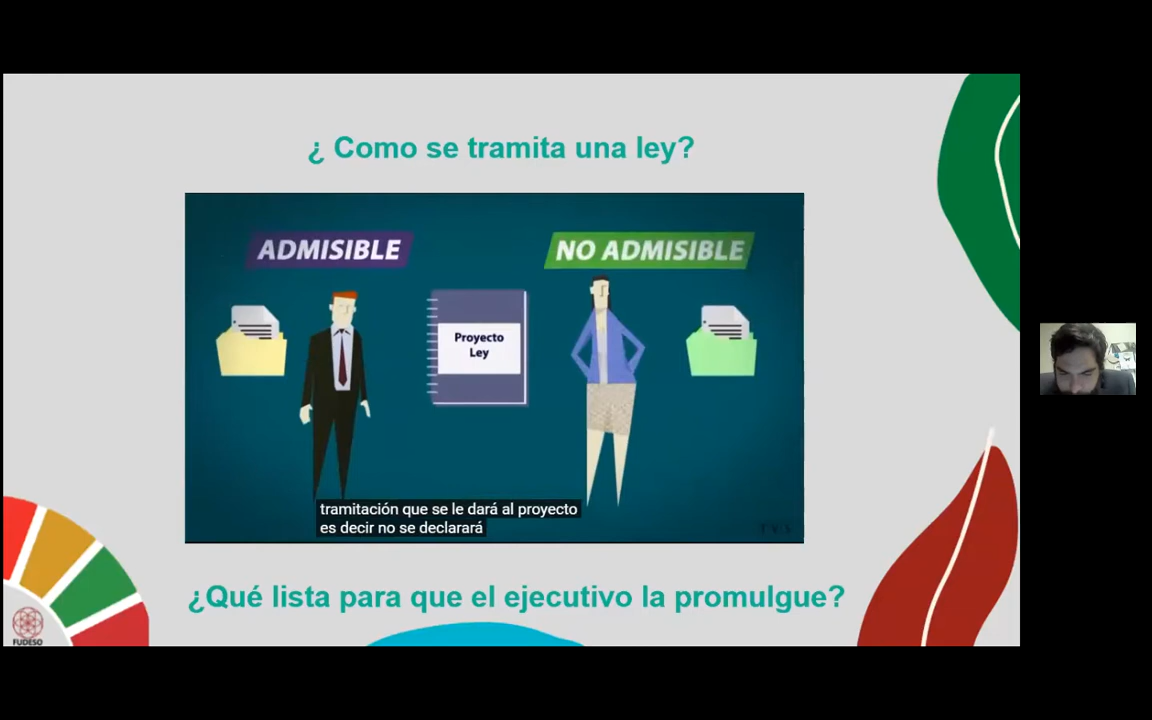 ¿ Como se tramita una ley?
ADMISIBLE
NO ADMISIBLE
Proyecto
Ley
tramitación que se le dará al proyecto
es decir no se declarará
¿Qué lista para que el ejecutivo la promulgue?
FUDESO